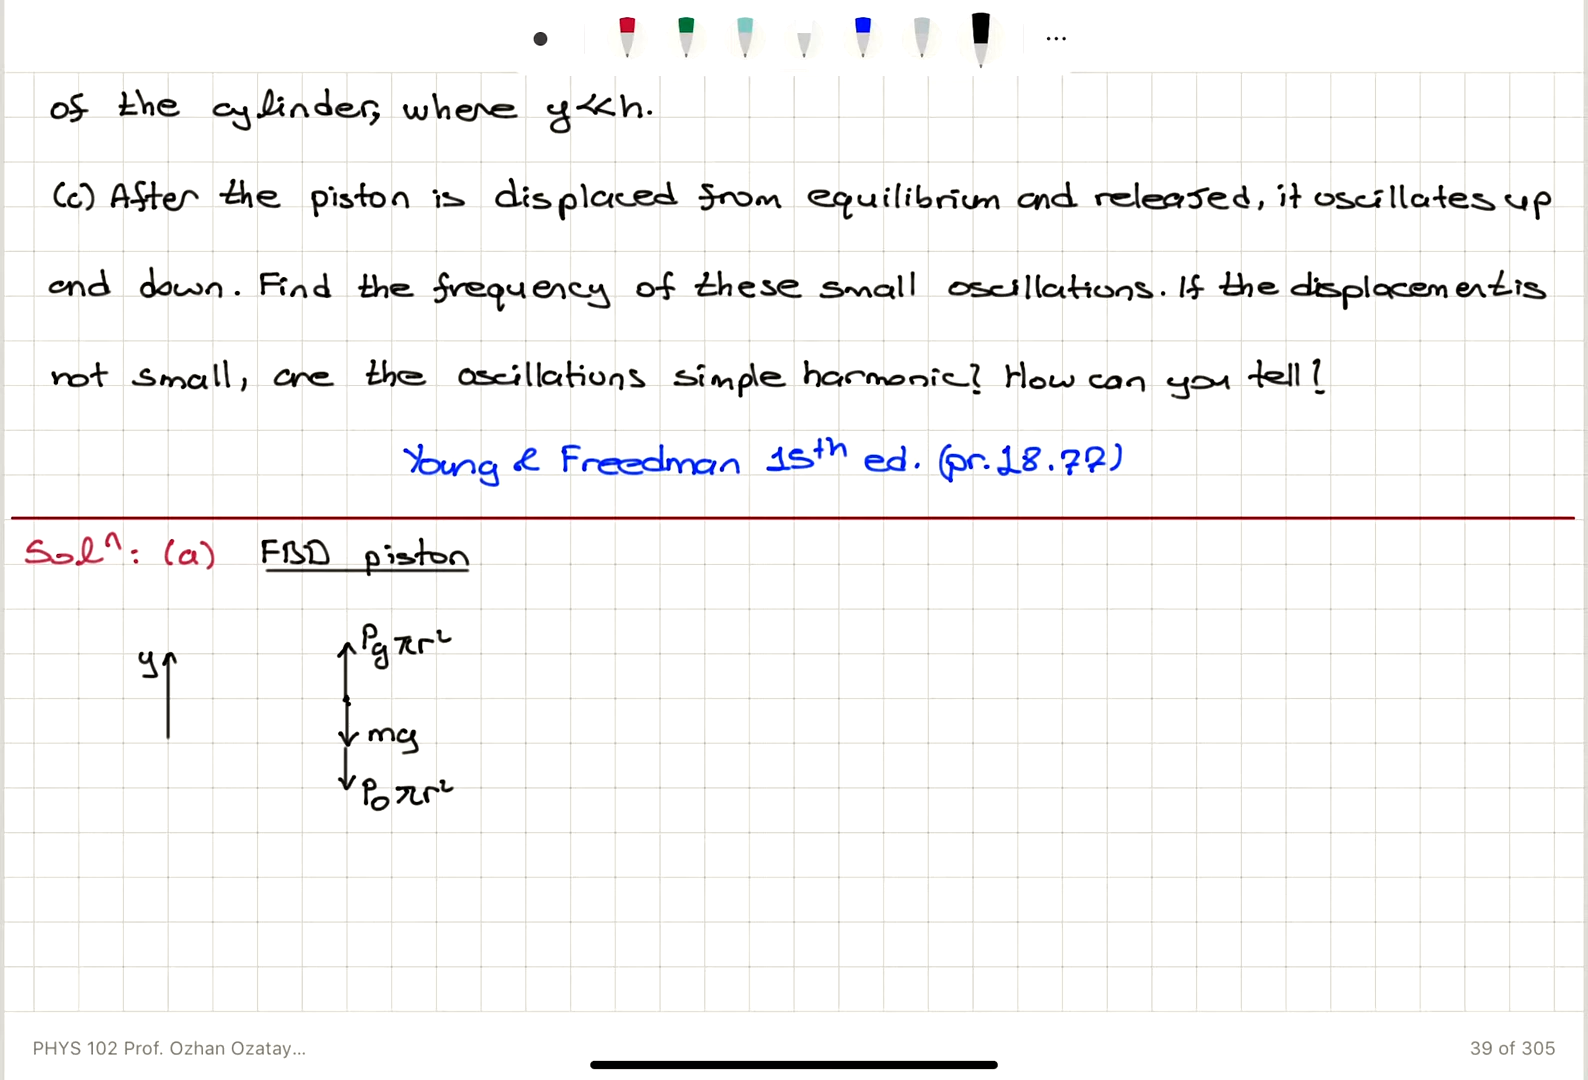 of the cylinder, where y≪h.
(c) After the piston is displaced from equilibrium and released, it oscillates up
and down. Find the frequency of these small oscillations. If the displacement is
not small, are the oscillations simple harmonic? How can you tell?
Young & Freedman 15th ed. (pr.18.77)
Solⁿ: (a) FBD piston
P_g πr²
y
mg
P₀ πr²
PHYS 102 Prof. Ozhan Ozatay...
39 of 305